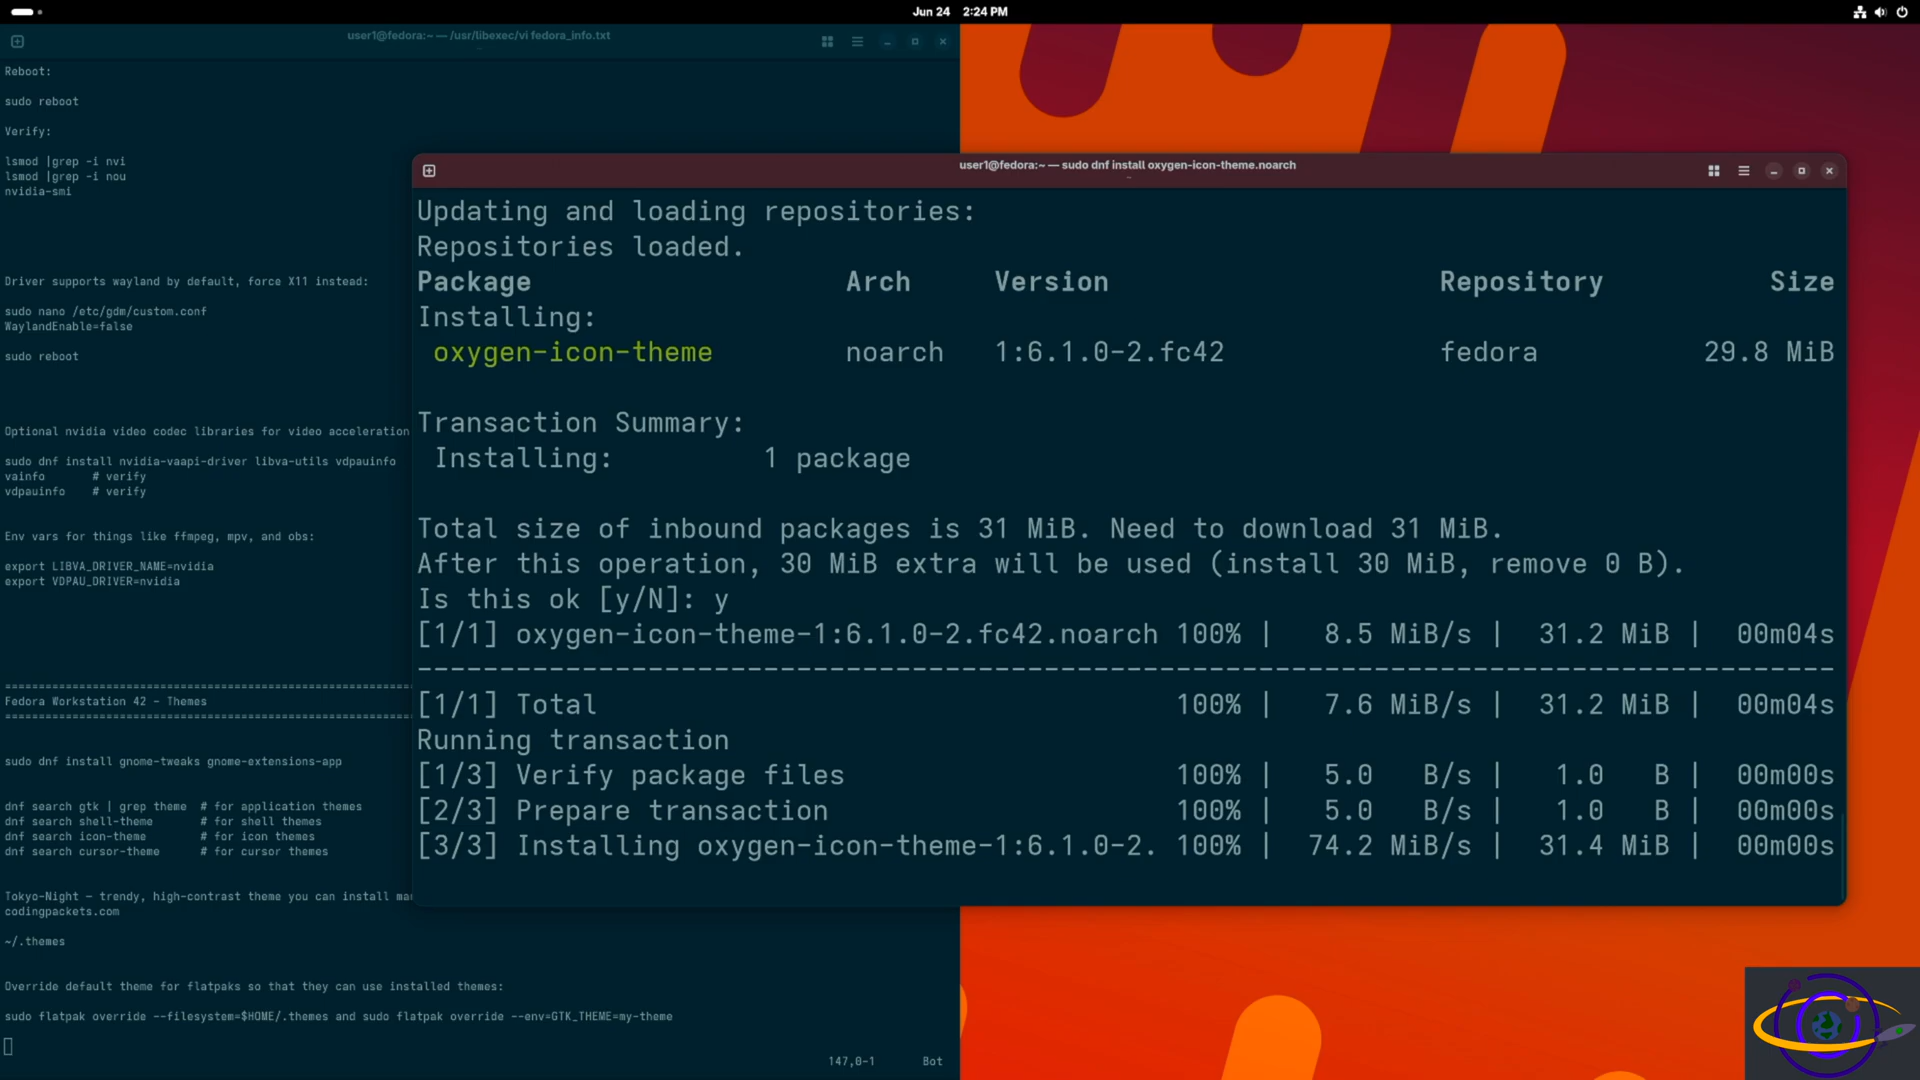 Jun 24 2:24 PM
user1@fedora:~ — /usr/libexec/vi fedora_info.txt
Reboot:
sudo reboot
Verify:
lsmod |grep -i nvi
lsmod |grep -i nou
nvidia-smi
Driver supports wayland by default, force X11 instead:
sudo nano /etc/gdm/custom.conf
WaylandEnable=false
sudo reboot
Optional nvidia video codec libraries for video acceleration
sudo dnf install nvidia-vaapi-driver libva-utils vdpauinfo
vainfo # verify
vdpauinfo # verify
Env vars for things like ffmpeg, mpv, and obs:
export LIBVA_DRIVER_NAME=nvidia
export VDPAU_DRIVER=nvidia
Fedora Workstation 42 - Themes
sudo dnf install gnome-tweaks gnome-extensions-app
dnf search gtk | grep theme # for application themes
dnf search shell-theme # for shell themes
dnf search icon-theme # for icon themes
dnf search cursor-theme # for cursor themes
Tokyo-Night — trendy, high-contrast theme you can install
codingpackets.com
~/.themes
Override default theme for flatpaks so that they can use installed themes:
sudo flatpak override --filesystem=$HOME/.themes and sudo flatpak override --env=GTK_THEME=my-theme
147,0-1 Bot
user1@fedora:~ — sudo dnf install oxygen-icon-theme.noarch
Updating and loading repositories:
Repositories loaded.
Package Arch Version Repository Size
Installing:
oxygen-icon-theme noarch 1:6.1.0-2.fc42 fedora 29.8 MiB
Transaction Summary:
Installing: 1 package
Total size of inbound packages is 31 MiB. Need to download 31 MiB.
After this operation, 30 MiB extra will be used (install 30 MiB, remove 0 B).
Is this ok [y/N]: y
[1/1] oxygen-icon-theme-1:6.1.0-2.fc42.noarch 100% | 8.5 MiB/s | 31.2 MiB | 00m04s
--------------------------------------------------------------------------------------
[1/1] Total 100% | 7.6 MiB/s | 31.2 MiB | 00m04s
Running transaction
[1/3] Verify package files 100% | 5.0 B/s | 1.0 B | 00m00s
[2/3] Prepare transaction 100% | 5.0 B/s | 1.0 B | 00m00s
[3/3] Installing oxygen-icon-theme-1:6.1.0-2. 100% | 74.2 MiB/s | 31.4 MiB | 00m00s